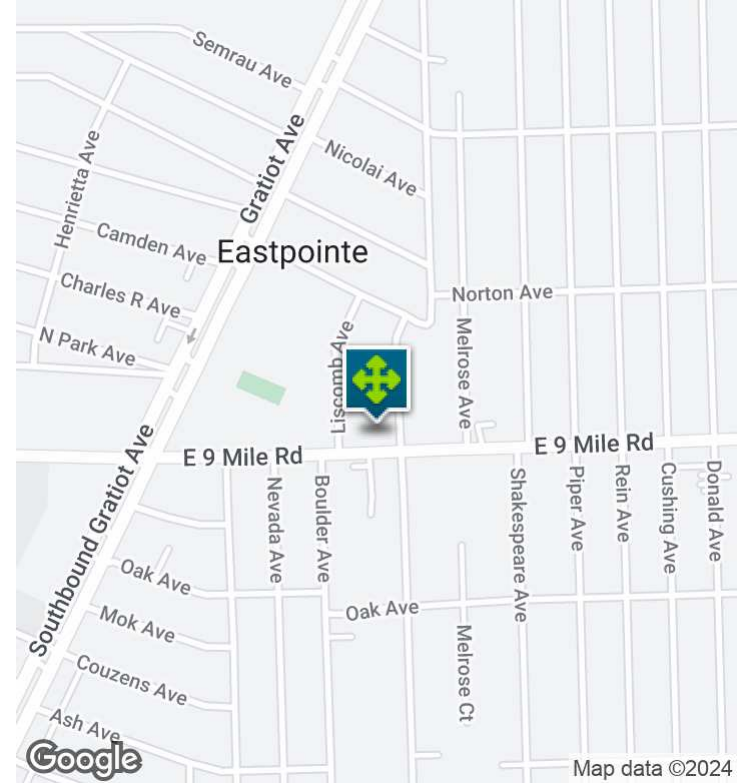 Semrau Ave
Gratiot Ave
Nicolai Ave
Henrietta Ave
Camden Ave
Eastpointe
Charles R Ave
Norton Ave
N Park Ave
Liscomb Ave
Melrose Ave
E 9 Mile Rd
E 9 Mile Rd
Southbound Gratiot Ave
Nevada Ave
Boulder Ave
Shakespeare Ave
Piper Ave
Rein Ave
Cushing Ave
Donald Ave
Oak Ave
Oak Ave
Mok Ave
Melrose Ct
Couzens Ave
Ash Ave
Google
Map data ©2024